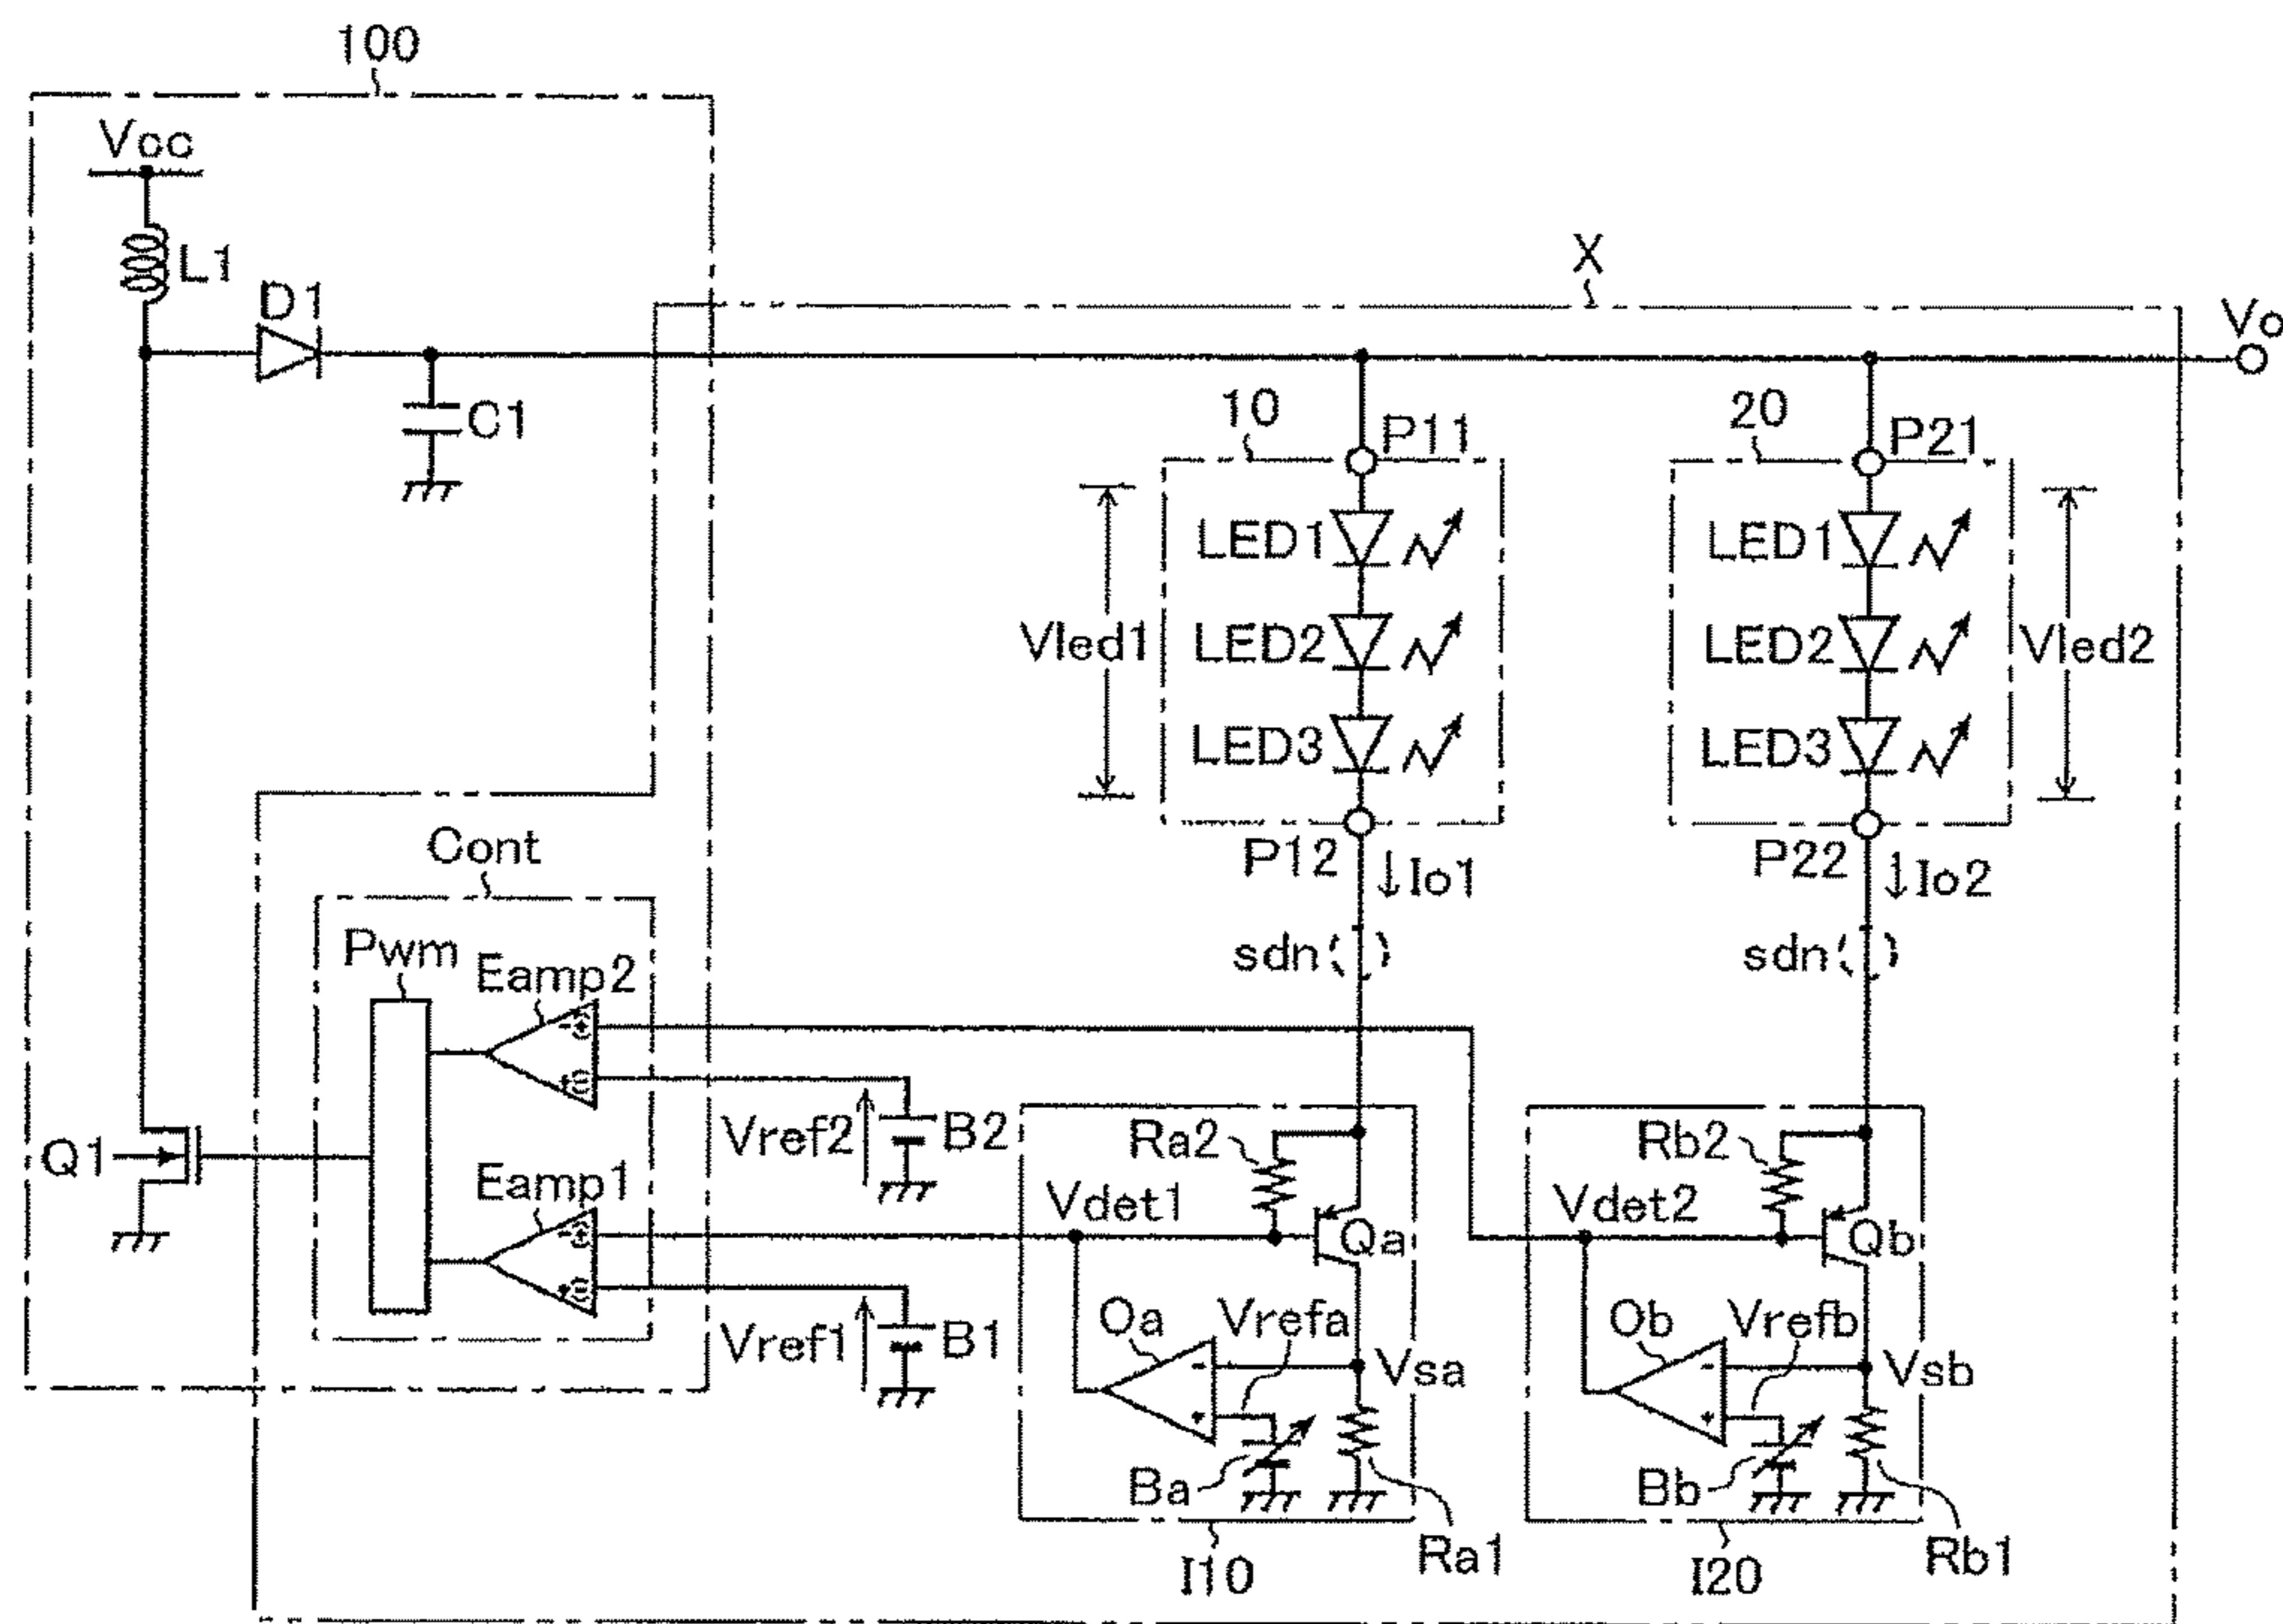 100
Vcc
L1
D1
X
Vo
C1
10
P11
20
P21
LED1
LED1
Vled1
LED2
LED2
Vled2
LED3
LED3
Cont
P12
Io1
P22
Io2
Pwm
Eamp2
sdn
sdn
- (+)
+ (-)
Vref2
B2
Ra2
Rb2
Q1
Eamp1
Vdet1
Qa
Vdet2
Qb
- (+)
+ (-)
Vref1
B1
Oa
Vrefa
Vsa
Ob
Vrefb
Vsb
-
+
-
+
Ba
Bb
I10
Ra1
I20
Rb1